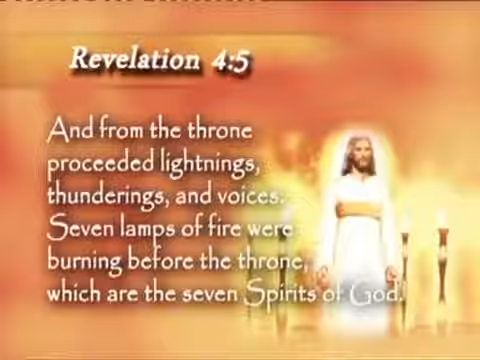 Revelation 4:5
And from the throne
proceeded lightnings,
thunderings, and voices.
Seven lamps of fire were
burning before the throne,
which are the seven Spirits of God.